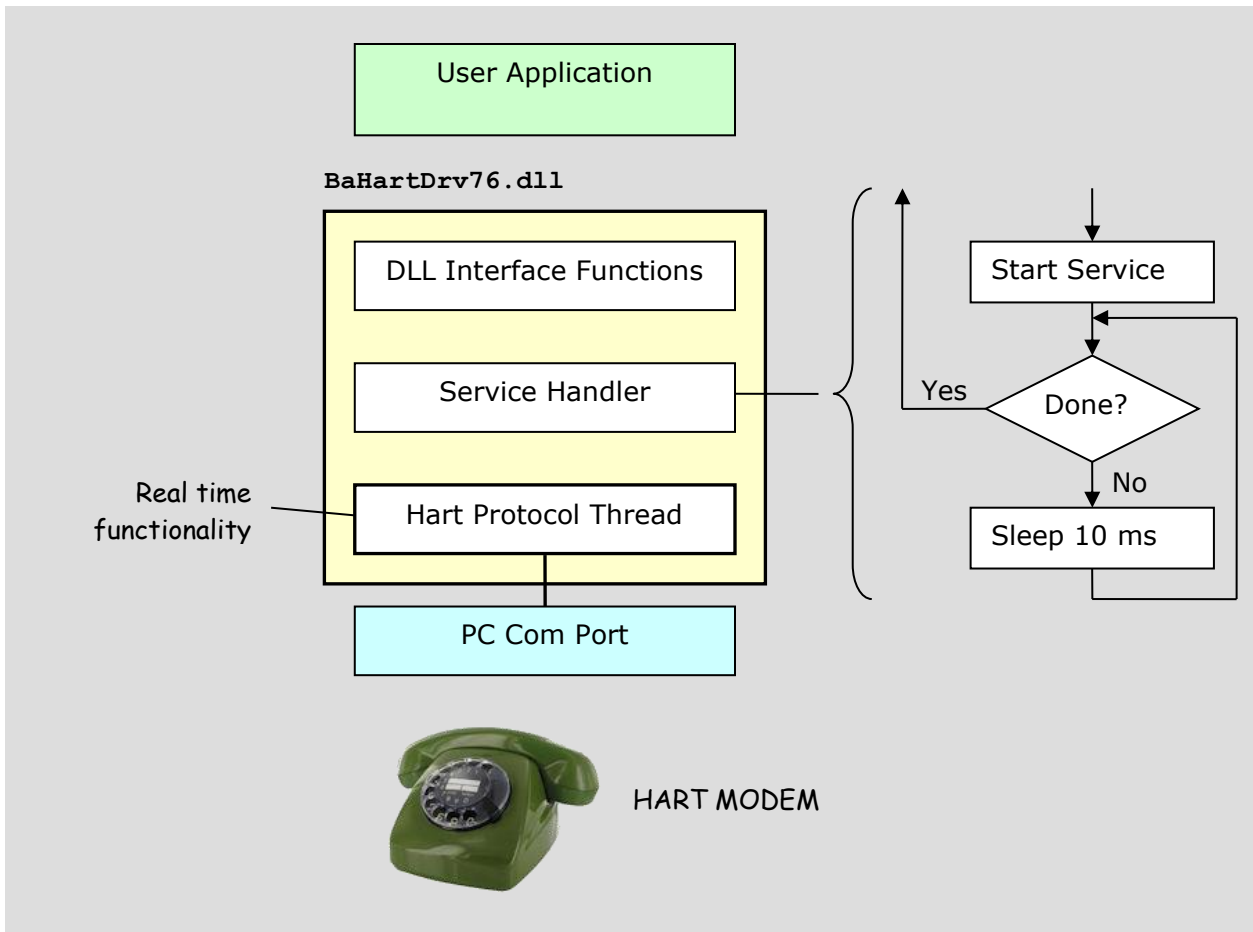 User Application
BaHartDrv76.dll
DLL Interface Functions
Service Handler
Hart Protocol Thread
Real time
functionality
PC Com Port
HART MODEM
Start Service
Done?
Yes
No
Sleep 10 ms